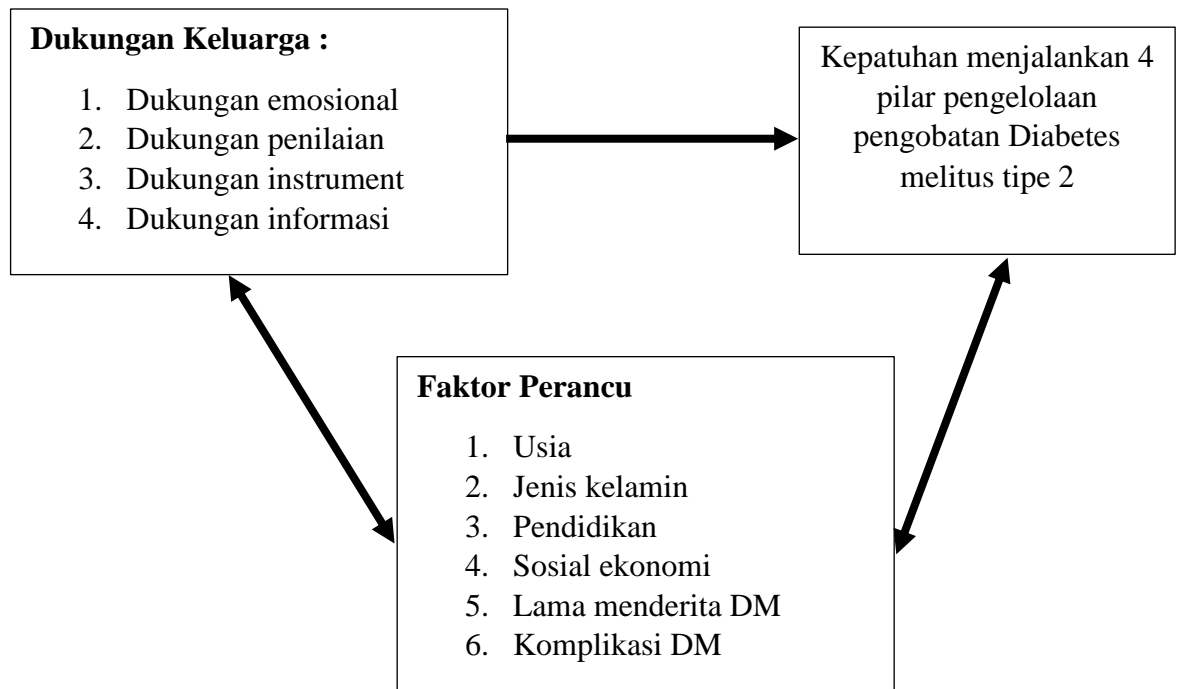 Dukungan Keluarga :
1. Dukungan emosional
2. Dukungan penilaian
3. Dukungan instrument
4. Dukungan informasi
Kepatuhan menjalankan 4
pilar pengelolaan
pengobatan Diabetes
melitus tipe 2
Faktor Perancu
1. Usia
2. Jenis kelamin
3. Pendidikan
4. Sosial ekonomi
5. Lama menderita DM
6. Komplikasi DM